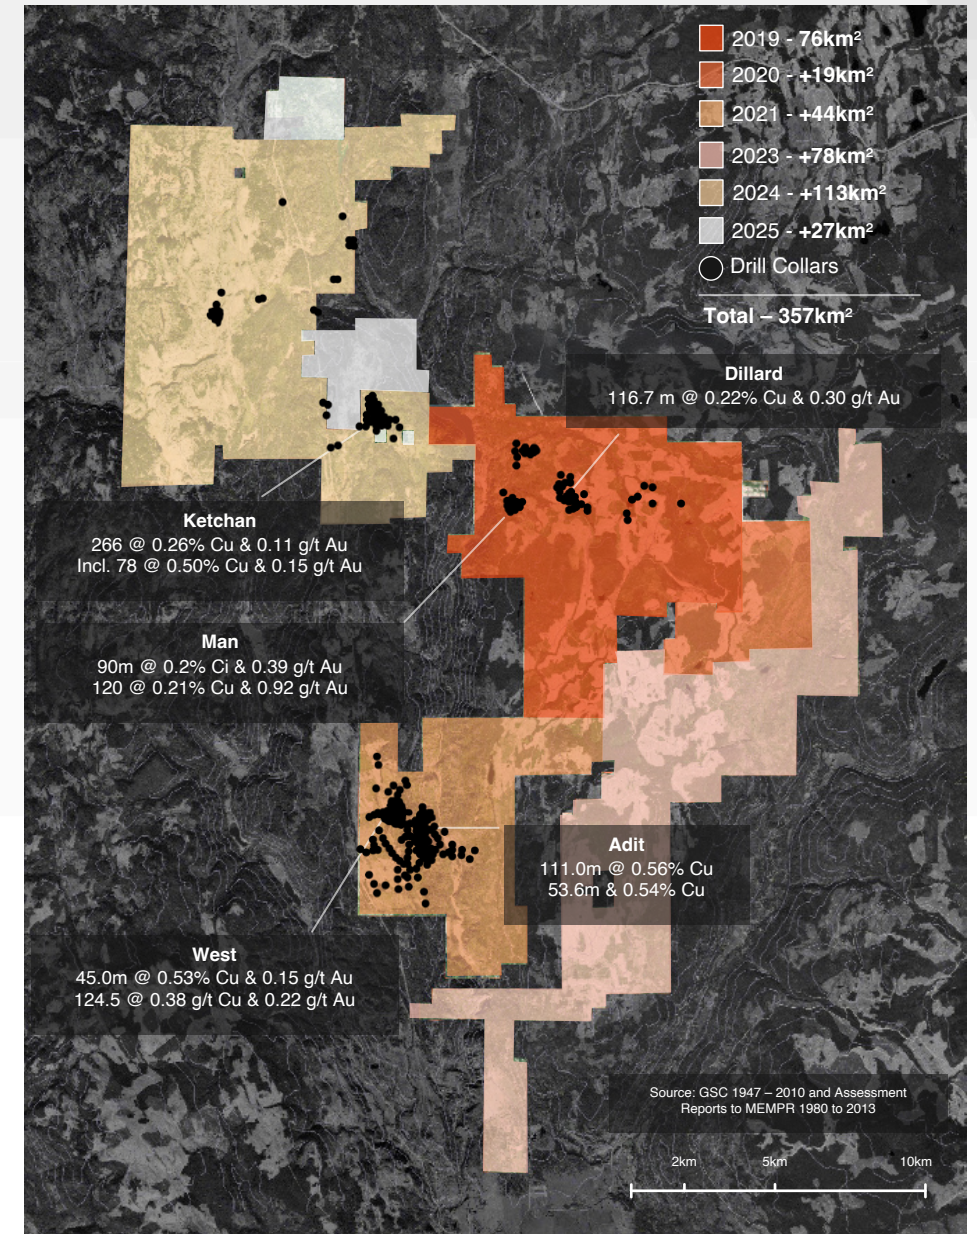 2019 - 76km²
2020 - +19km²
2021 - +44km²
2023 - +78km²
2024 - +113km²
2025 - +27km²
Drill Collars
Total – 357km²
Dillard
116.7 m @ 0.22% Cu & 0.30 g/t Au
Ketchan
266 @ 0.26% Cu & 0.11 g/t Au
Incl. 78 @ 0.50% Cu & 0.15 g/t Au
Man
90m @ 0.2% Ci & 0.39 g/t Au
120 @ 0.21% Cu & 0.92 g/t Au
Adit
111.0m @ 0.56% Cu
53.6m & 0.54% Cu
West
45.0m @ 0.53% Cu & 0.15 g/t Au
124.5 @ 0.38 g/t Cu & 0.22 g/t Au
Source: GSC 1947 – 2010 and Assessment
Reports to MEMPR 1980 to 2013
2km 5km 10km